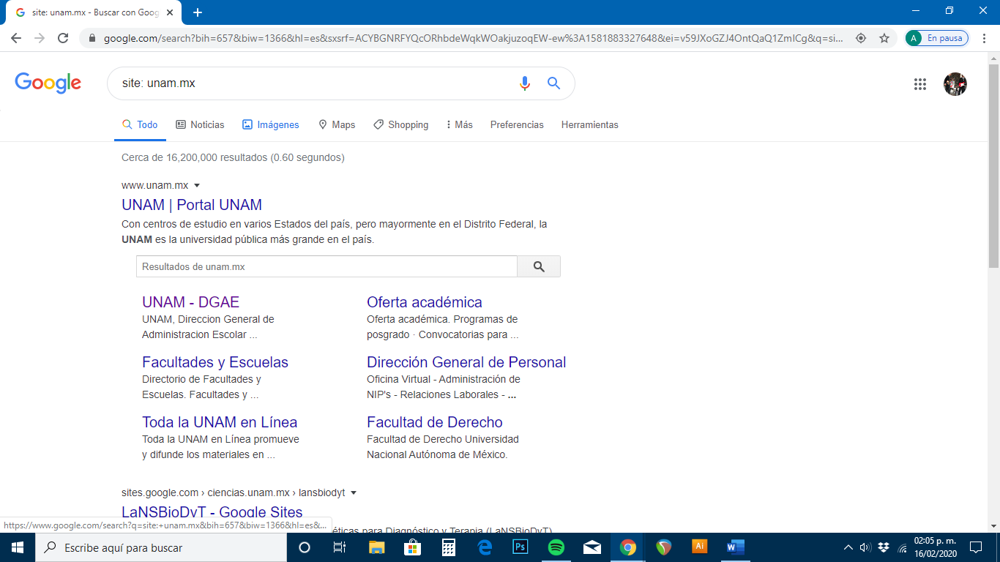 site: unam.mx - Buscar con Goog
google.com/search?bih=657&biw=1366&hl=es&sxsrf=ACYBGNRFYQcORhbdeWqkWOakjuzoqEW-ew%3A1581883327648&ei=v59JXoGZJ4OntQaQ1ZmICg&q=si...
A En pausa
Google
site: unam.mx
Todo Noticias Imágenes Maps Shopping Más Preferencias Herramientas
Cerca de 16,200,000 resultados (0.60 segundos)
www.unam.mx
UNAM | Portal UNAM
Con centros de estudio en varios Estados del país, pero mayormente en el Distrito Federal, la
UNAM es la universidad pública más grande en el país.
Resultados de unam.mx
UNAM - DGAE
UNAM, Direccion General de
Administracion Escolar ...
Oferta académica
Oferta académica. Programas de
posgrado · Convocatorias para ...
Facultades y Escuelas
Directorio de Facultades y
Escuelas. Facultades y ...
Dirección General de Personal
Oficina Virtual - Administración de
NIP's - Relaciones Laborales - ...
Toda la UNAM en Línea
Toda la UNAM en Línea promueve
y difunde los materiales en ...
Facultad de Derecho
Facultad de Derecho Universidad
Nacional Autónoma de México.
sites.google.com › ciencias.unam.mx › lansbiodyt
LaNSBioDyT - Google Sites
éticas para Diagnóstico y Terapia (LaNSBioDyT)
https://www.google.com/search?q=site:+unam.mx&bih=657&biw=1366&hl=es&...
Escribe aquí para buscar
Ps
Ai
W
02:05 p. m.
16/02/2020